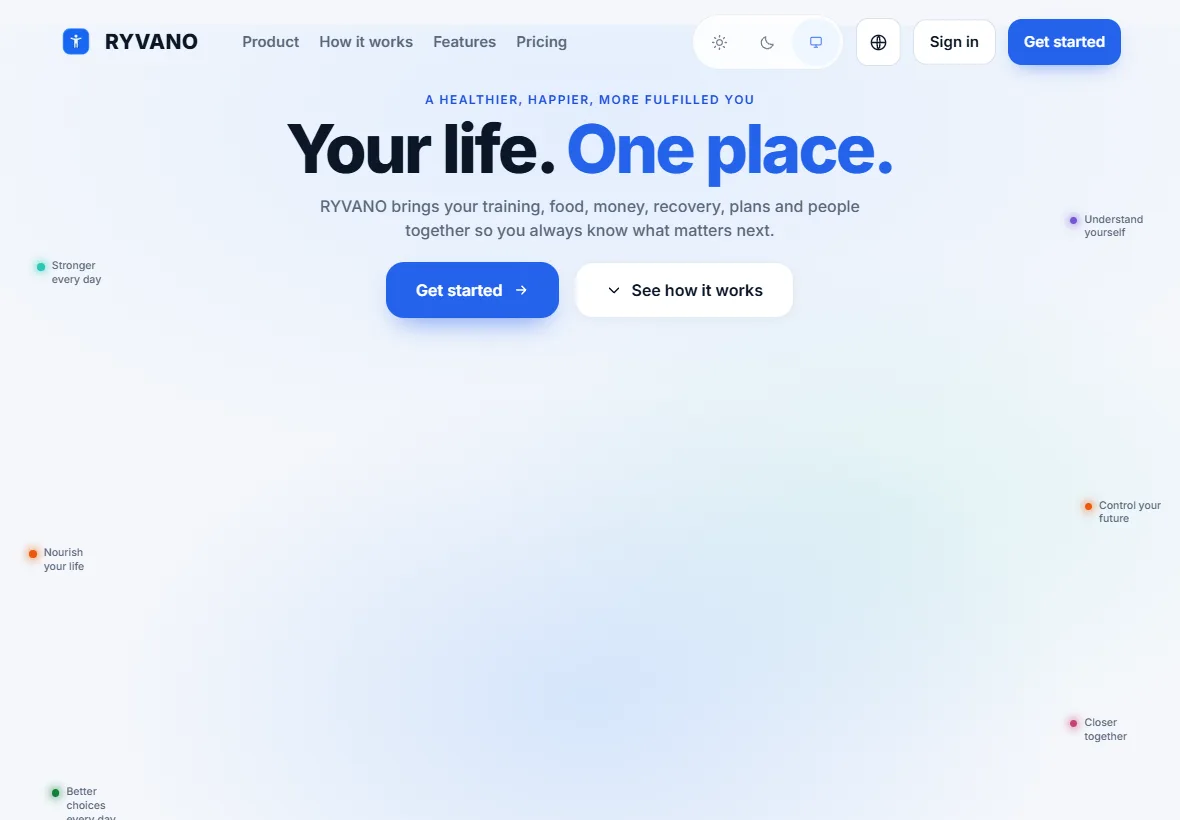 RYVANO
Product
How it works
Features
Pricing
Sign in
Get started
A HEALTHIER, HAPPIER, MORE FULFILLED YOU
Your life. One place.
RYVANO brings your training, food, money, recovery, plans and people
together so you always know what matters next.
Get started
See how it works
Understand
yourself
Stronger
every day
Control your
future
Nourish
your life
Closer
together
Better
choices
every day